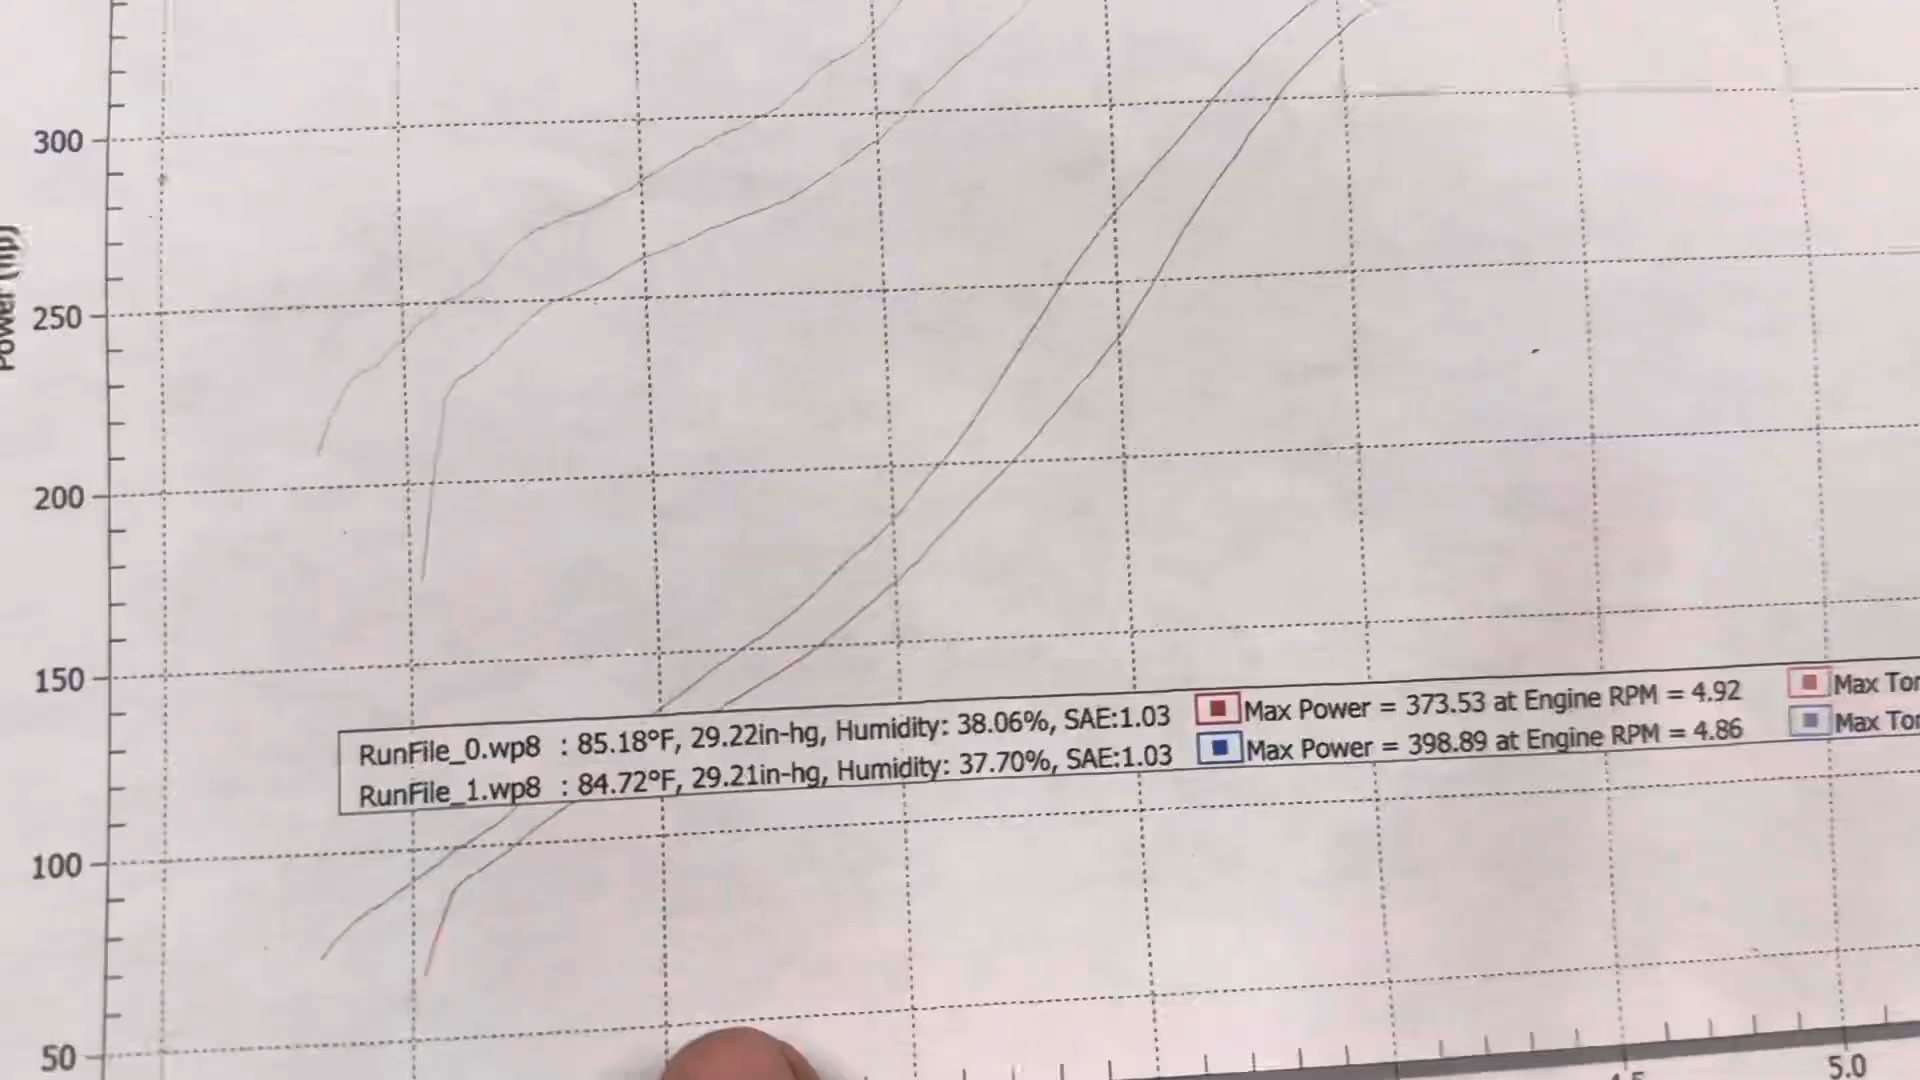 300
Power (hp)
250
200
150
RunFile_0.wp8 : 85.18°F, 29.22in-hg, Humidity: 38.06%, SAE:1.03 Max Power = 373.53 at Engine RPM = 4.92 Max
RunFile_1.wp8 : 84.72°F, 29.21in-hg, Humidity: 37.70%, SAE:1.03 Max Power = 398.89 at Engine RPM = 4.86 Max
100
50
5.0